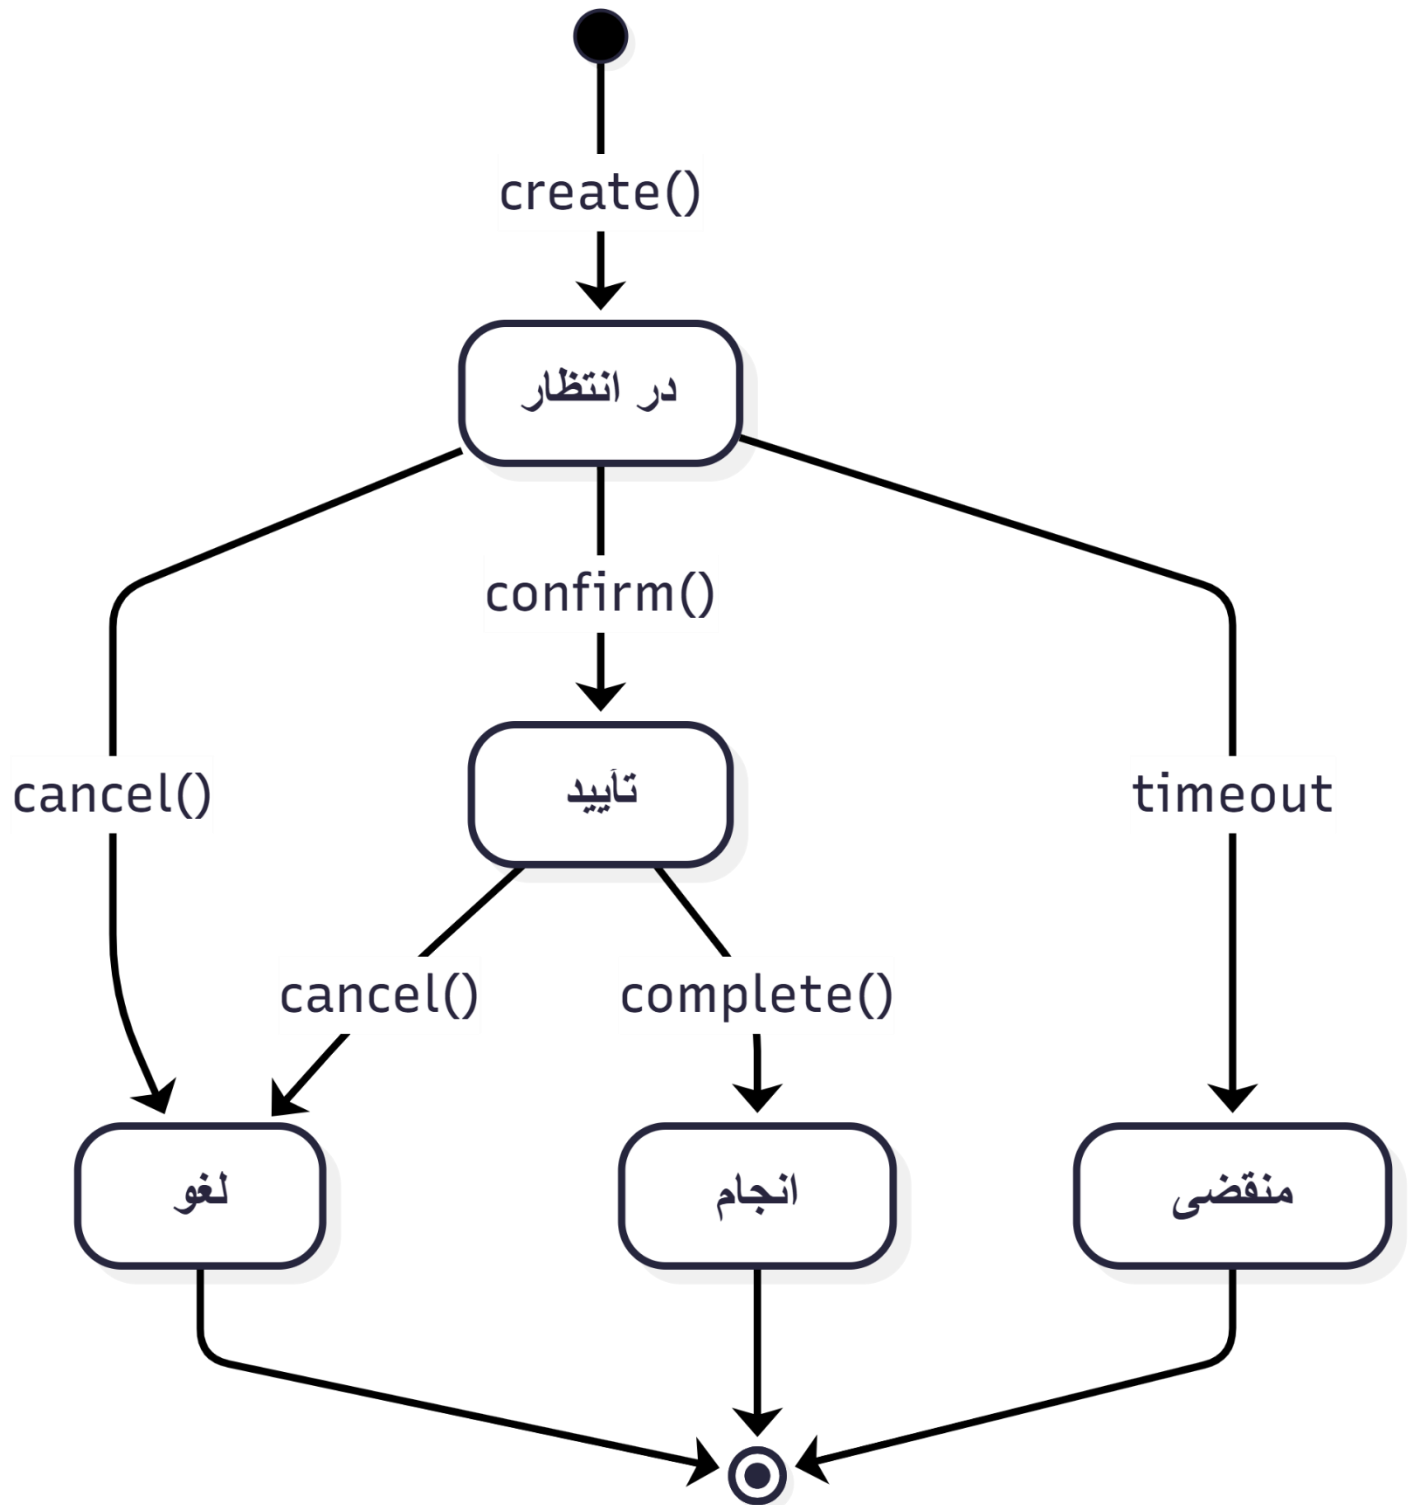 create()
در انتظار
confirm()
cancel()
تأیید
timeout
cancel()
complete()
لغو
انجام
منقضی